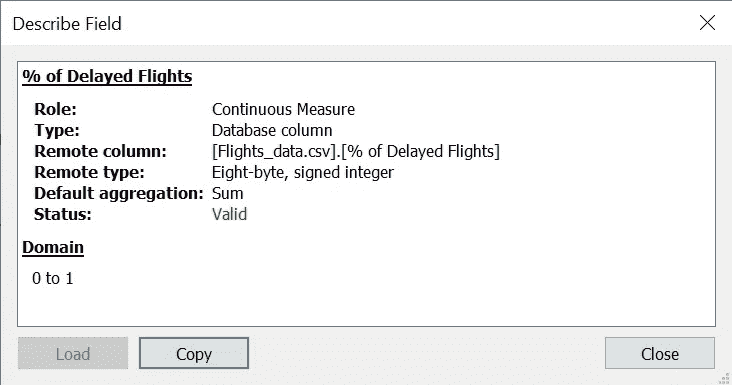 Describe Field
% of Delayed Flights
Role: Continuous Measure
Type: Database column
Remote column: [Flights_data.csv].[% of Delayed Flights]
Remote type: Eight-byte, signed integer
Default aggregation: Sum
Status: Valid
Domain
0 to 1
Load Copy Close